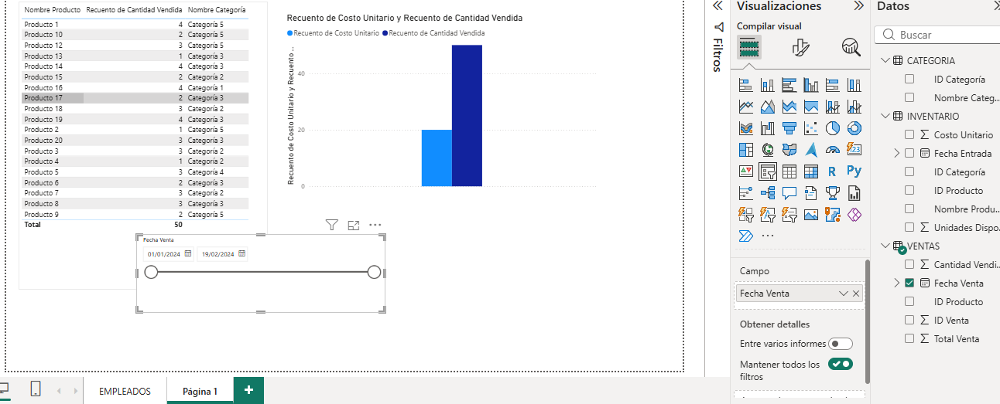 Nombre Producto Recuento de Cantidad Vendida Nombre Categoría
Producto 1 4 Categoría 5
Producto 10 2 Categoría 5
Producto 12 3 Categoría 5
Producto 13 1 Categoría 3
Producto 14 4 Categoría 3
Producto 15 2 Categoría 2
Producto 16 4 Categoría 1
Producto 17 2 Categoría 3
Producto 18 3 Categoría 2
Producto 19 4 Categoría 3
Producto 2 1 Categoría 5
Producto 20 3 Categoría 3
Producto 3 3 Categoría 2
Producto 4 1 Categoría 2
Producto 5 3 Categoría 4
Producto 6 2 Categoría 3
Producto 7 3 Categoría 2
Producto 8 3 Categoría 3
Producto 9 2 Categoría 5
Total 50
Recuento de Costo Unitario y Recuento de Cantidad Vendida
Recuento de Costo Unitario Recuento de Cantidad Vendida
Recuento de Costo Unitario y Recuento ...
40
20
0
Fecha Venta
01/01/2024 19/02/2024
EMPLEADOS Página 1 +
Filtros
Visualizaciones
Compilar visual
R Py
123
...
Campo
Fecha Venta
Obtener detalles
Entre varios informes
Mantener todos los
filtros
Datos
Buscar
CATEGORIA
ID Categoría
Nombre Categ...
INVENTARIO
Costo Unitario
Fecha Entrada
ID Categoría
ID Producto
Nombre Produ...
Unidades Dispo...
VENTAS
Cantidad Vendi...
Fecha Venta
ID Producto
ID Venta
Total Venta